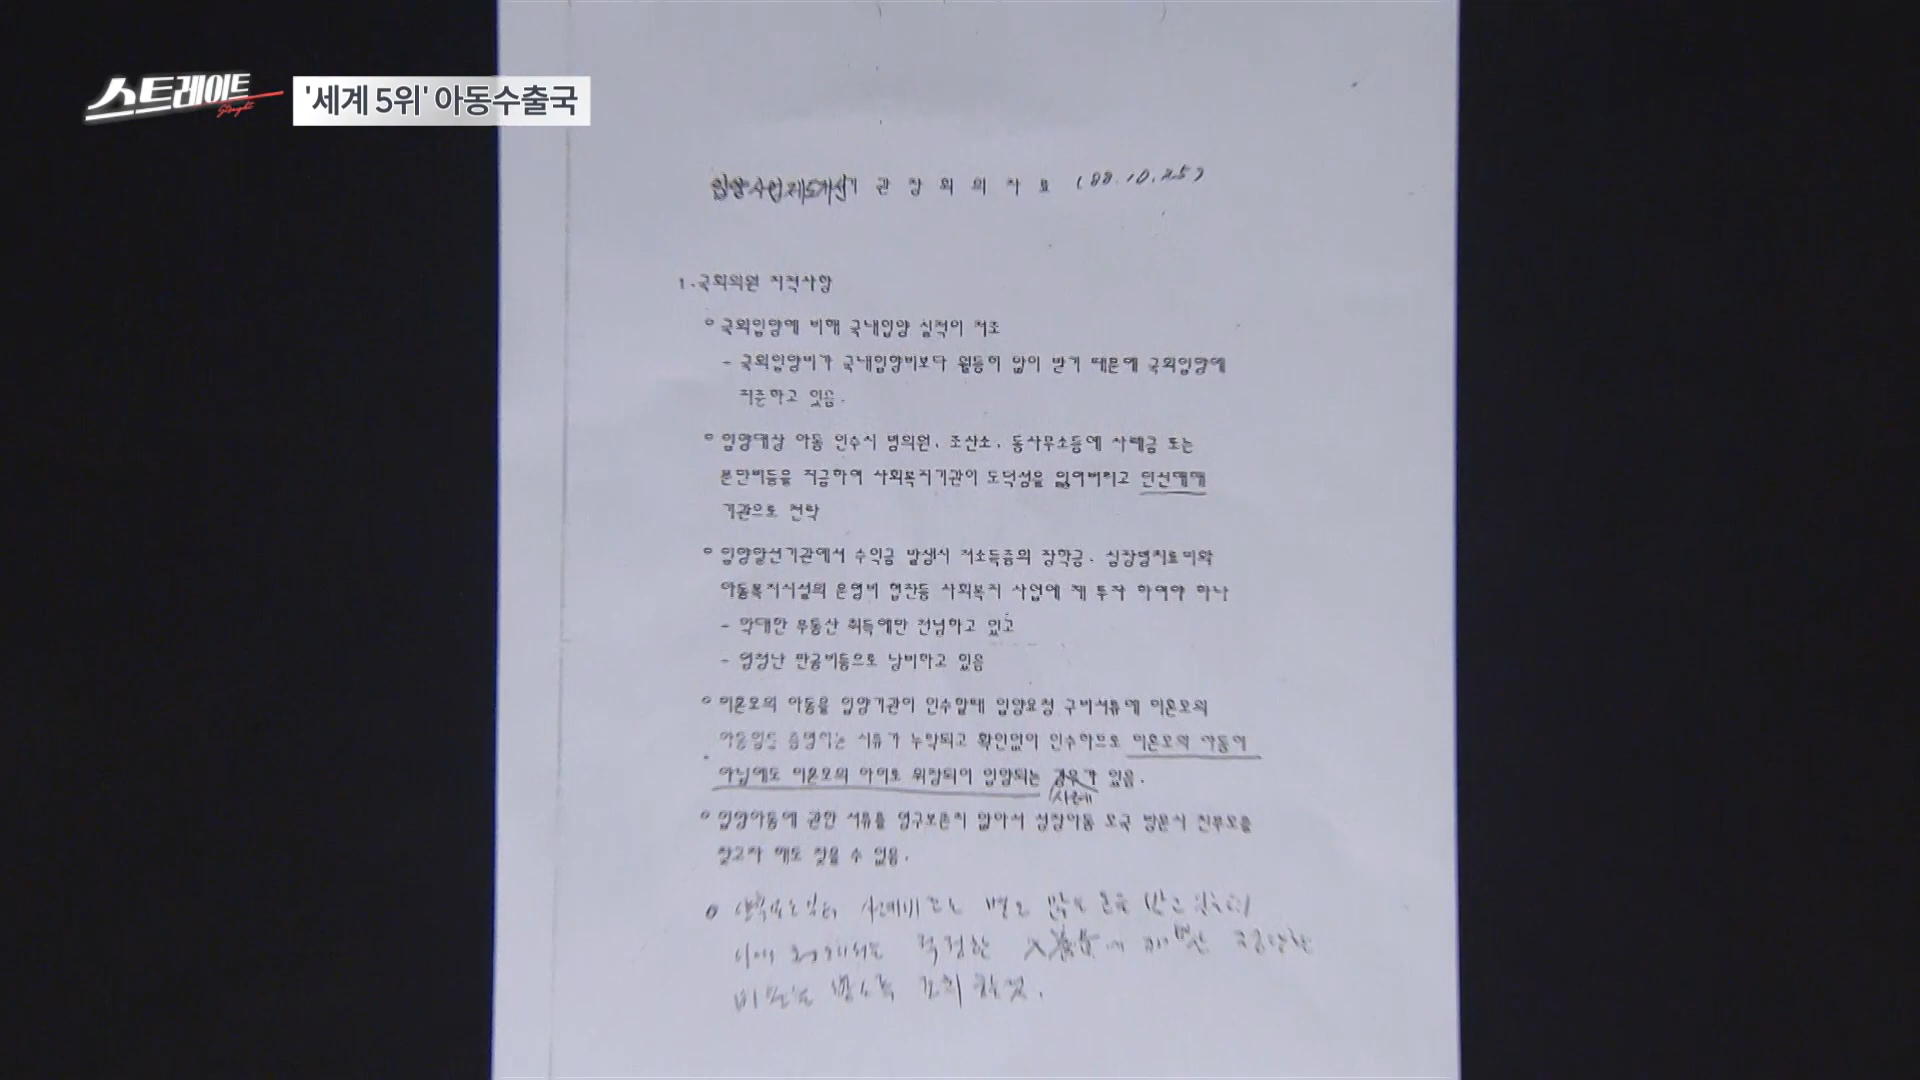 스트레이트
Straight
'세계 5위' 아동수출국
입양사업제도개선 기 관 장 회 의 자 료 (88.10.25)
1. 국회의원 지적사항
o 국외입양에 비해 국내입양 실적이 저조
- 국외입양비가 국내입양비보다 월등히 많이 받기 때문에 국외입양에
치중하고 있음.
o 입양대상 아동 인수시 병의원, 조산소, 동사무소등에 사례금 또는
분만비등을 지급하여 사회복지기관이 도덕성을 잃어버리고 인신매매
기관으로 전락
o 입양알선기관에서 수익금 발생시 저소득층의 장학금, 심장병치료비와
아동복지시설의 운영비 협찬등 사회복지 사업에 재 투자 하여야 하나
- 막대한 부동산 취득에만 전념하고 있고
- 엄청난 판공비등으로 낭비하고 있음
o 미혼모의 아동을 입양기관이 인수할때 입양요청 구비서류에 미혼모의
아동임을 증명하는 서류가 누락되고 확인없이 인수하므로 미혼모의 아동이
아님에도 미혼모의 아이로 위장되어 입양되는 경우가 있음.
사례
o 입양아동에 관한 서류를 영구보존치 않아서 성장아동 모국 방문시 친부모를
찾고자 해도 찾을 수 없음.
o 사례비 많은 돈을 받고
적정한